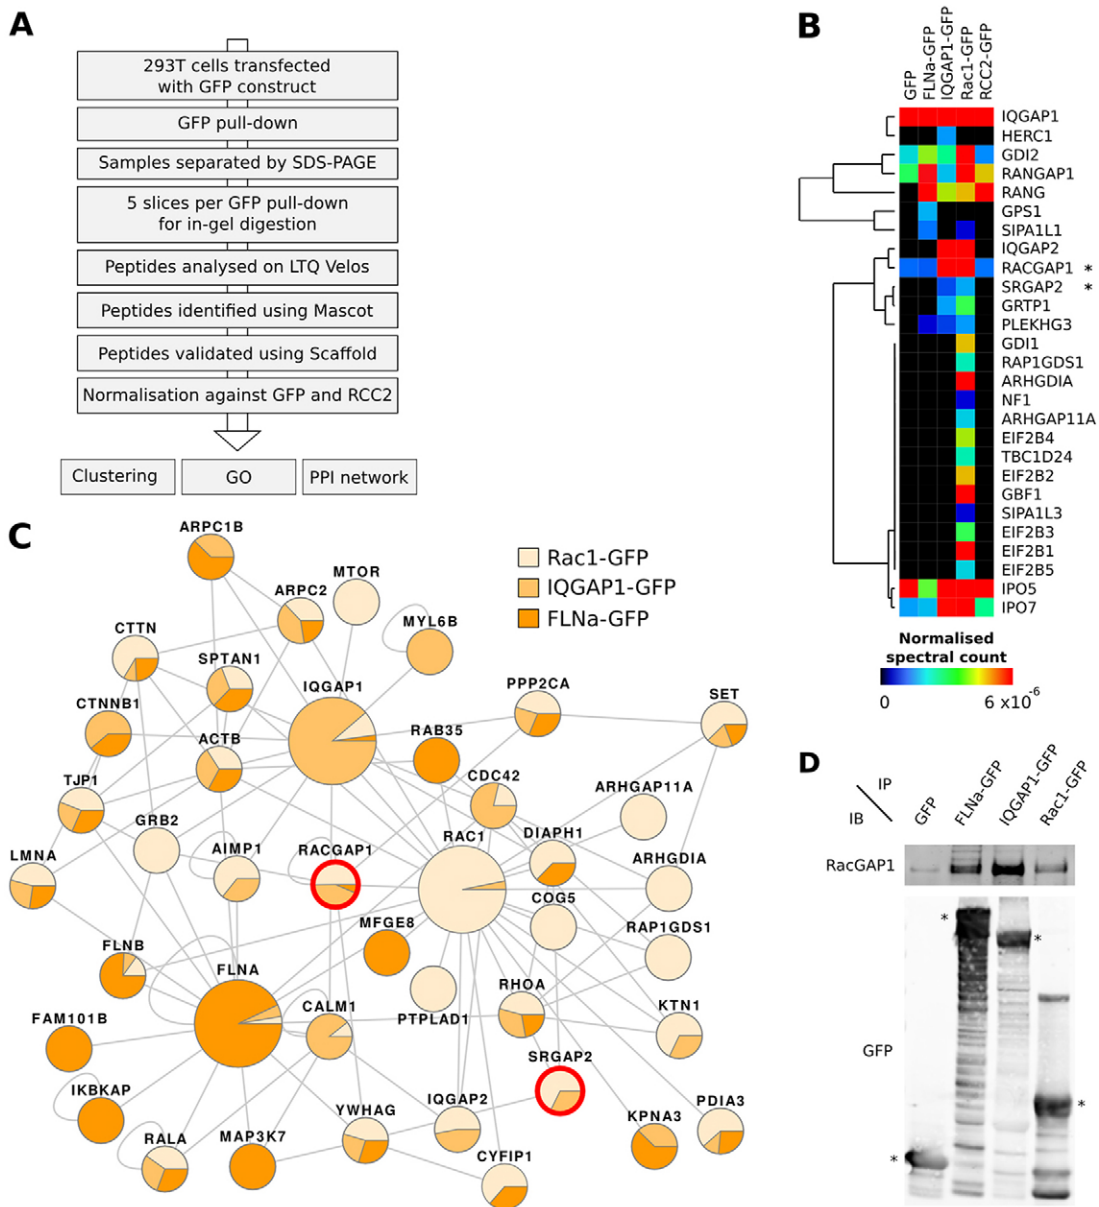 A
293T cells transfected
with GFP construct
GFP pull-down
Samples separated by SDS-PAGE
5 slices per GFP pull-down
for in-gel digestion
Peptides analysed on LTQ Velos
Peptides identified using Mascot
Peptides validated using Scaffold
Normalisation against GFP and RCC2
Clustering
GO
PPI network
B
GFP
FLNa-GFP
IQGAP1-GFP
Rac1-GFP
RCC2-GFP
IQGAP1
HERC1
GDI2
RANGAP1
RANG
GPS1
SIPA1L1
IQGAP2
RACGAP1 *
SRGAP2 *
GRTP1
PLEKHG3
GDI1
RAP1GDS1
ARHGDIA
NF1
ARHGAP11A
EIF2B4
TBC1D24
EIF2B2
GBF1
SIPA1L3
EIF2B3
EIF2B1
EIF2B5
IPO5
IPO7
Normalised
spectral count
0
6 x10-6
C
Rac1-GFP
IQGAP1-GFP
FLNa-GFP
ARPC1B
MTOR
ARPC2
MYL6B
CTTN
SPTAN1
IQGAP1
PPP2CA
SET
CTNNB1
ACTB
RAB35
TJP1
CDC42
ARHGAP11A
GRB2
AIMP1
RACGAP1
RAC1
DIAPH1
LMNA
ARHGDIA
COG5
MFGE8
RAP1GDS1
FLNB
FLNA
CALM1
PTPLAD1
RHOA
KTN1
FAM101B
SRGAP2
IKBKAP
IQGAP2
YWHAG
KPNA3
PDIA3
RALA
MAP3K7
CYFIP1
D
IP
IB
GFP
FLNa-GFP
IQGAP1-GFP
Rac1-GFP
RacGAP1
GFP
*
*
*
*